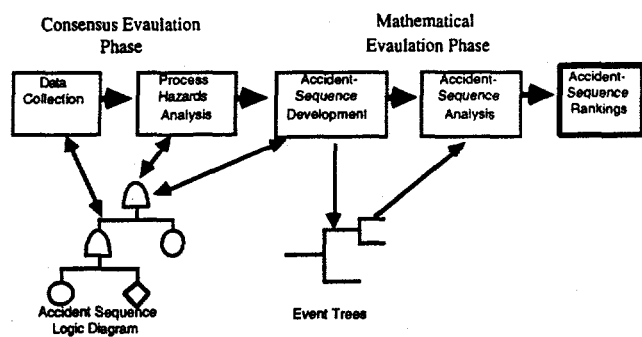 Consensus Evaulation
Phase
Mathematical
Evaulation Phase
Data
Collection
Process
Hazards
Analysis
Accident-
Sequence
Development
Accident-
Sequence
Analysis
Accident-
Sequence
Rankings
Accident Sequence
Logic Diagram
Event Trees